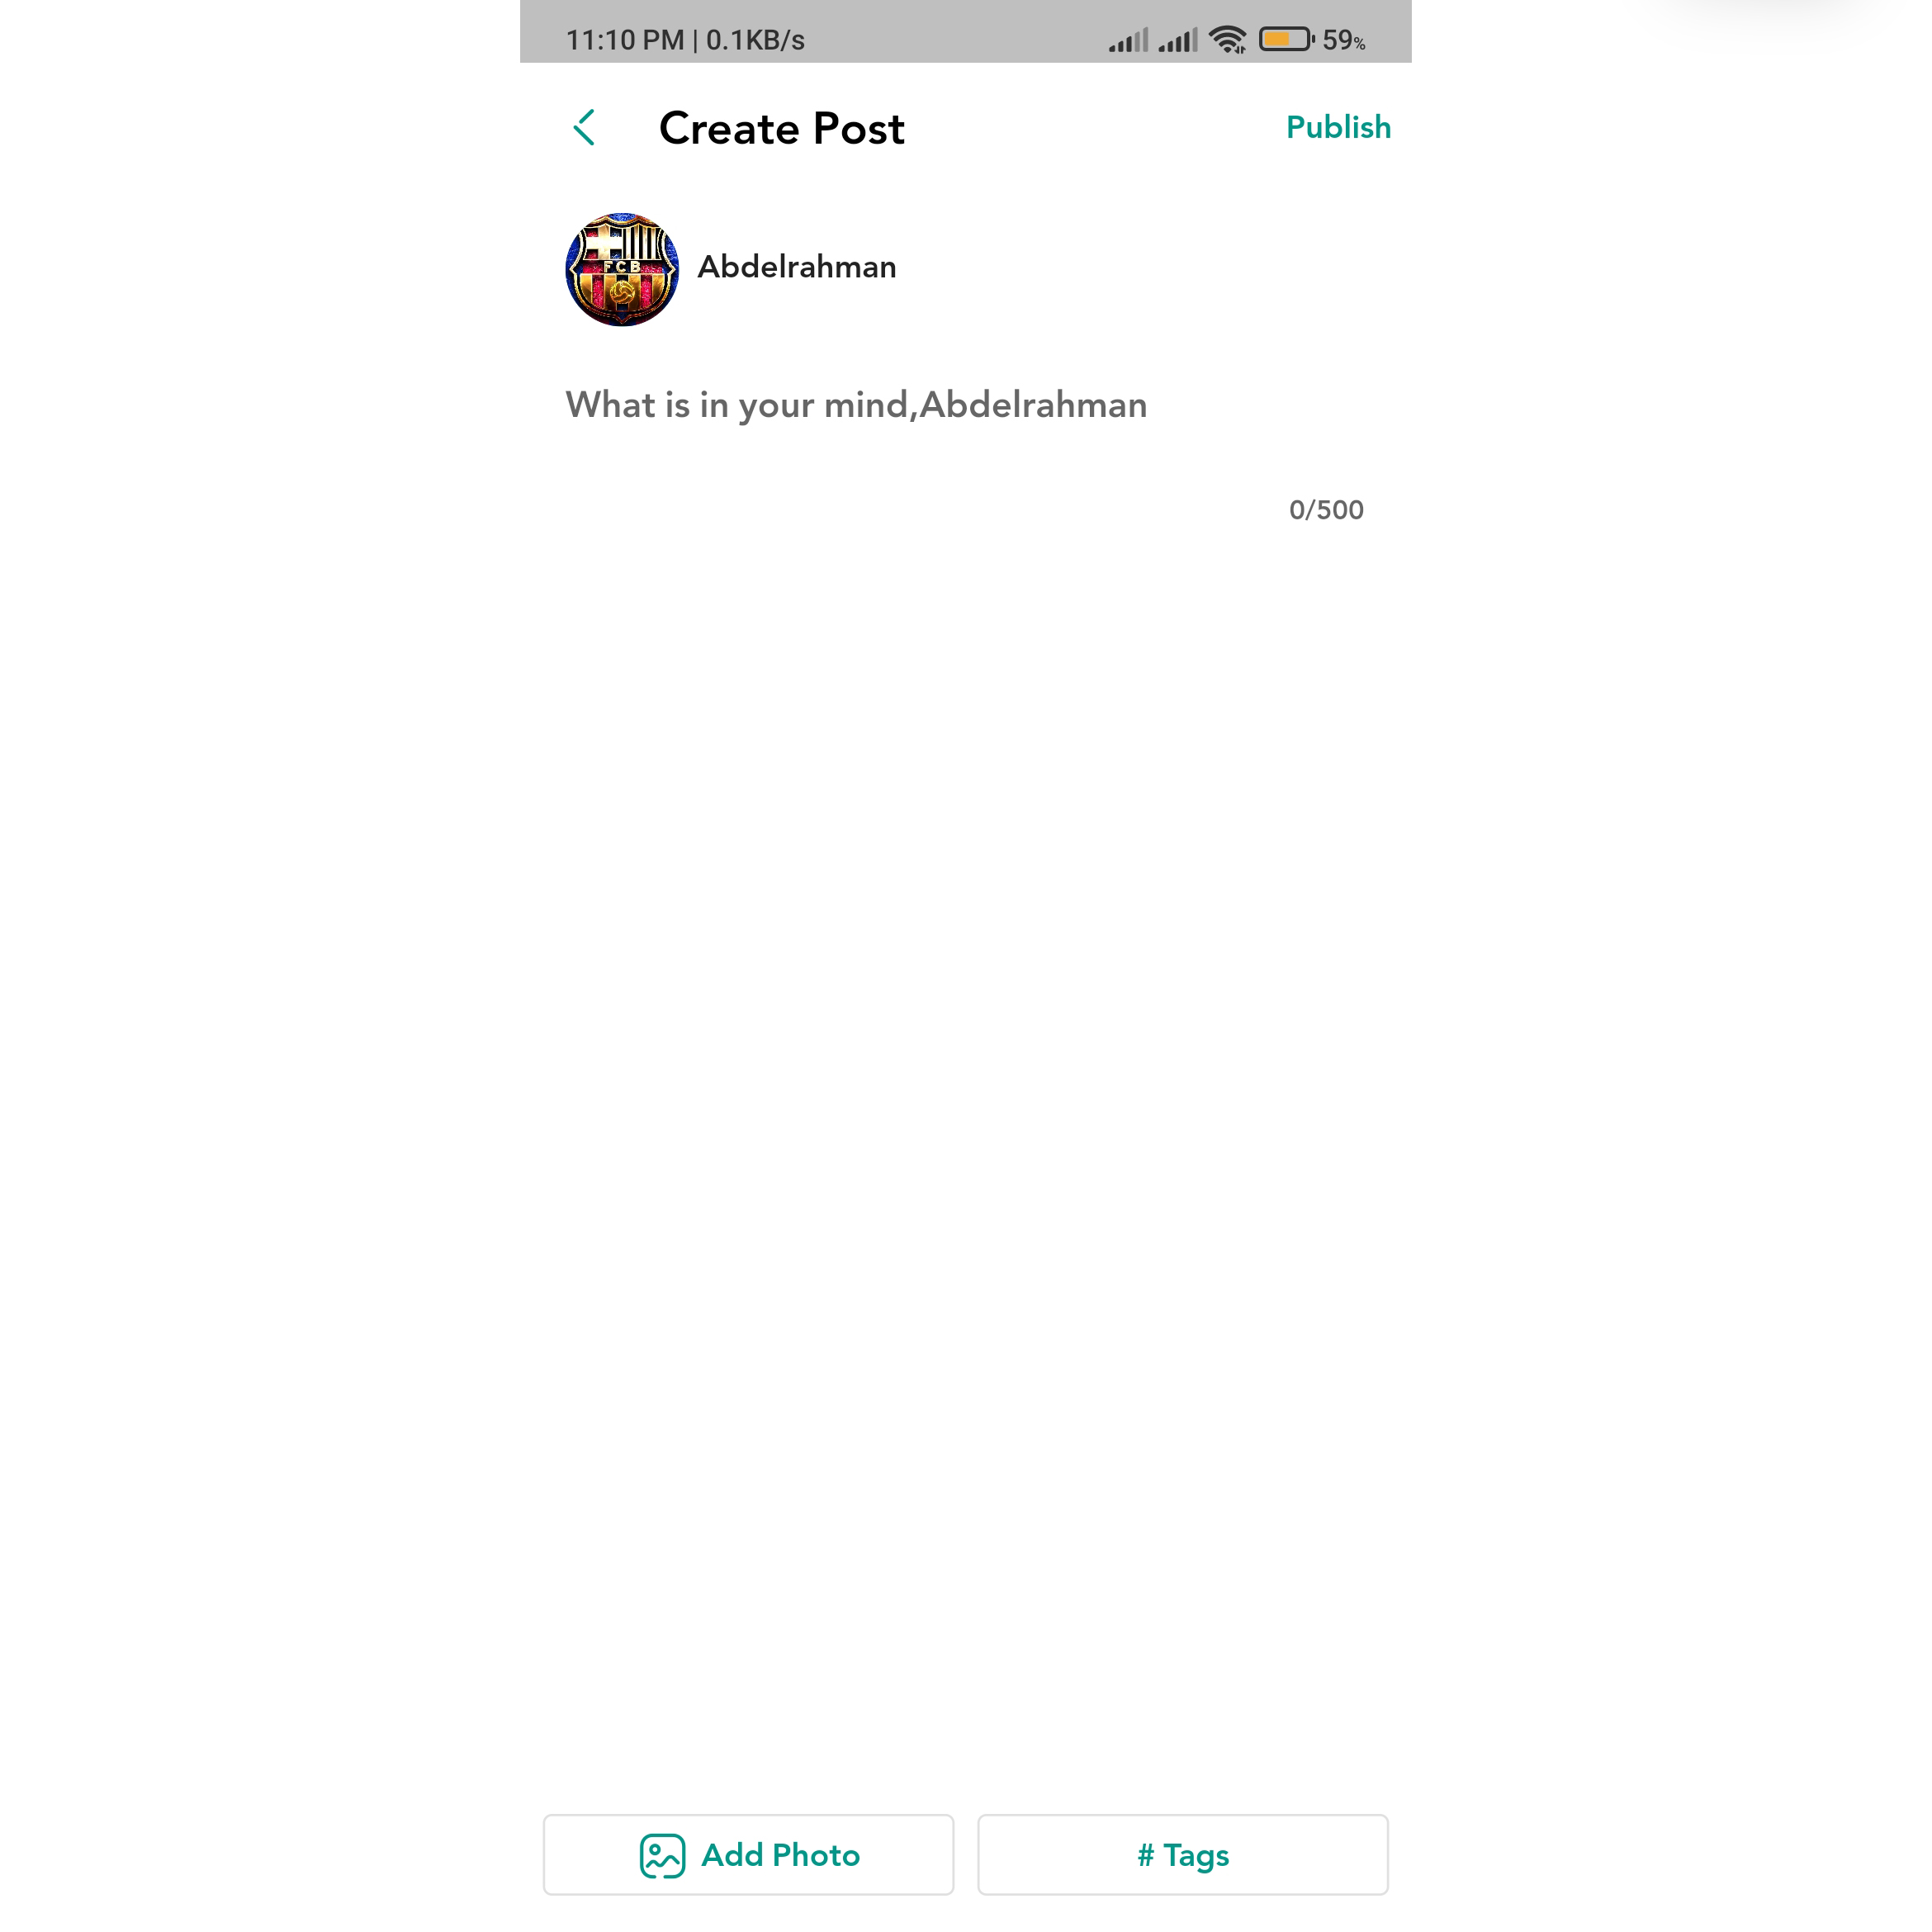 11:10 PM | 0.1KB/s 59%
Create Post Publish
FCB
Abdelrahman
What is in your mind,Abdelrahman
0/500
Add Photo # Tags